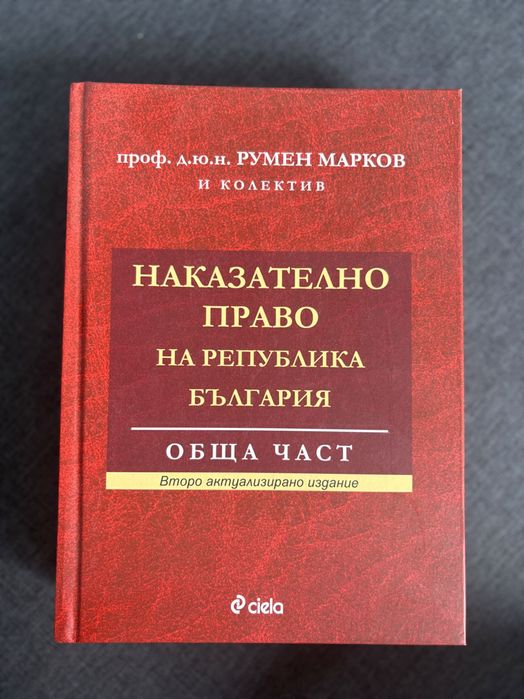 проф. д.ю.н. РУМЕН МАРКОВ
И КОЛЕКТИВ
НАКАЗАТЕЛНО
ПРАВО
НА РЕПУБЛИКА
БЪЛГАРИЯ
ОБЩА ЧАСТ
Второ актуализирано издание
ciela